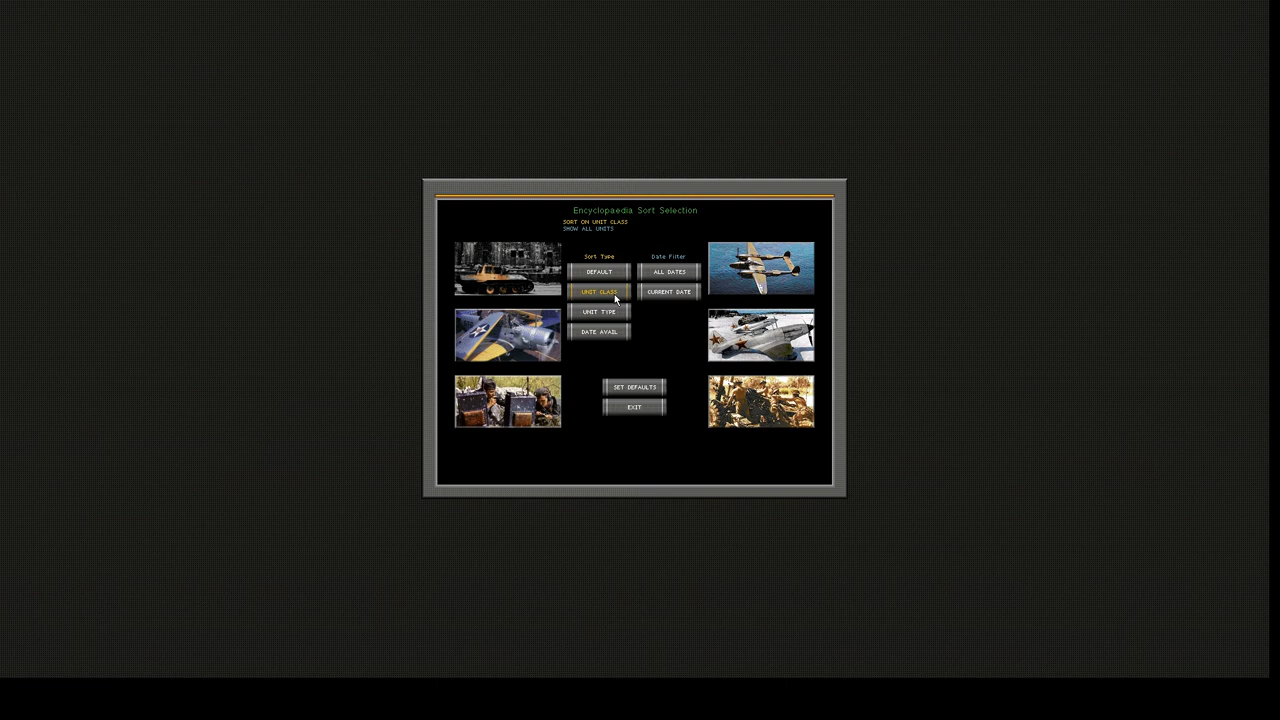 Encyclopaedia Sort Selection
SORT ON UNIT CLASS
SHOW ALL UNITS
Sort Type
Date Filter
DEFAULT
ALL DATES
UNIT CLASS
CURRENT DATE
UNIT TYPE
DATE AVAIL
SET DEFAULTS
EXIT